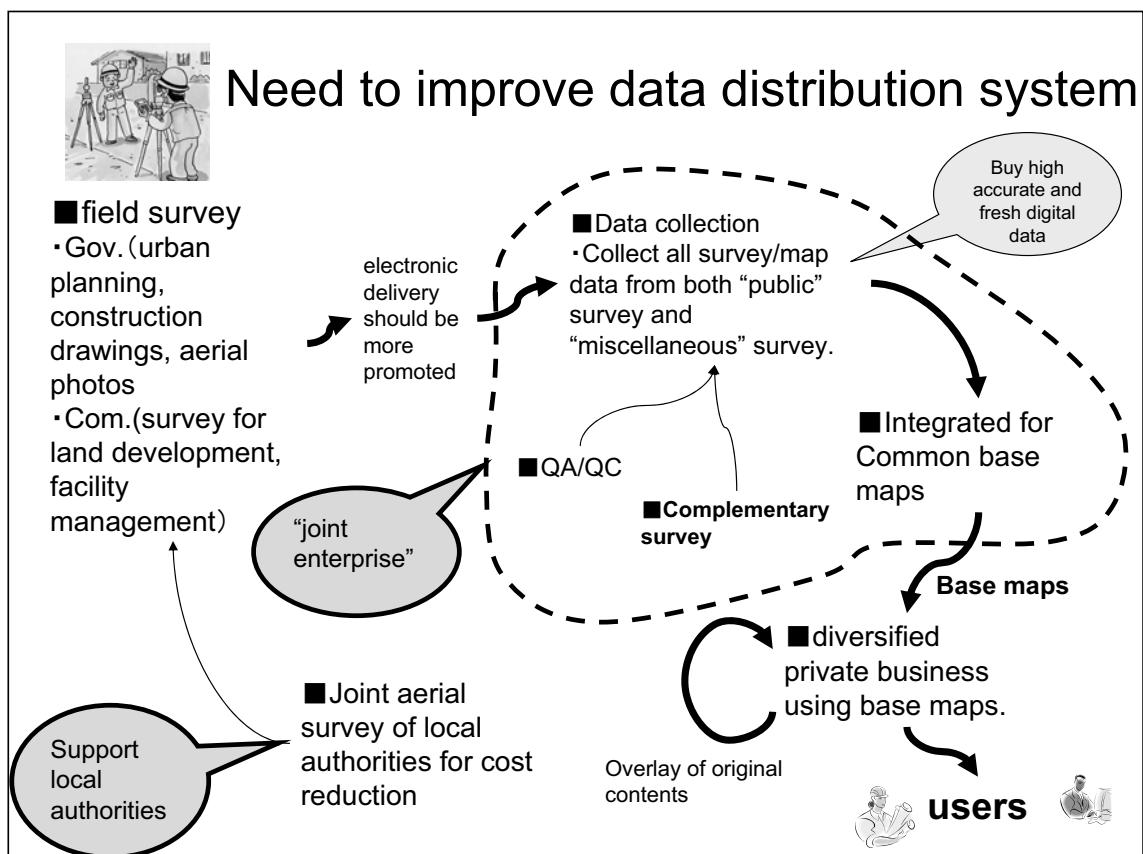 Need to improve data distribution system
■field survey
・Gov.（urban
planning,
construction
drawings, aerial
photos
・Com.(survey for
land development,
facility
management）
electronic
delivery
should be
more
promoted
■Data collection
・Collect all survey/map
data from both “public”
survey and
“miscellaneous” survey.
Buy high
accurate and
fresh digital
data
■QA/QC
■Complementary
survey
■Integrated for
Common base
maps
“joint
enterprise”
Base maps
■diversified
private business
using base maps.
■Joint aerial
survey of local
authorities for cost
reduction
Support
local
authorities
Overlay of original
contents
users